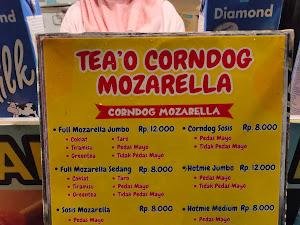 Diamond
Milk
Diamond
TEA'O CORNDOG
MOZARELLA
CORNDOG MOZARELLA
• Full Mozarella Jumbo Rp. 12.000
• Coklat • Taro
• Tiramisu • Pedas Mayo
• Greentea • Tidak Pedas Mayo
• Full Mozarella Sedang Rp. 8.000
• Coklat • Taro
• Tiramisu • Pedas Mayo
• Greentea • Tidak Pedas Mayo
• Sosis Mozarella Rp. 8.000
• Pedas Mayo
• Corndog Sosis Rp. 8.000
• Pedas Mayo
• Tidak Pedas Mayo
• Hotmie Jumbo Rp. 12.000
• Pedas Mayo
• Tidak Pedas Mayo
• Hotmie Medium Rp. 8.000
• Pedas Mayo